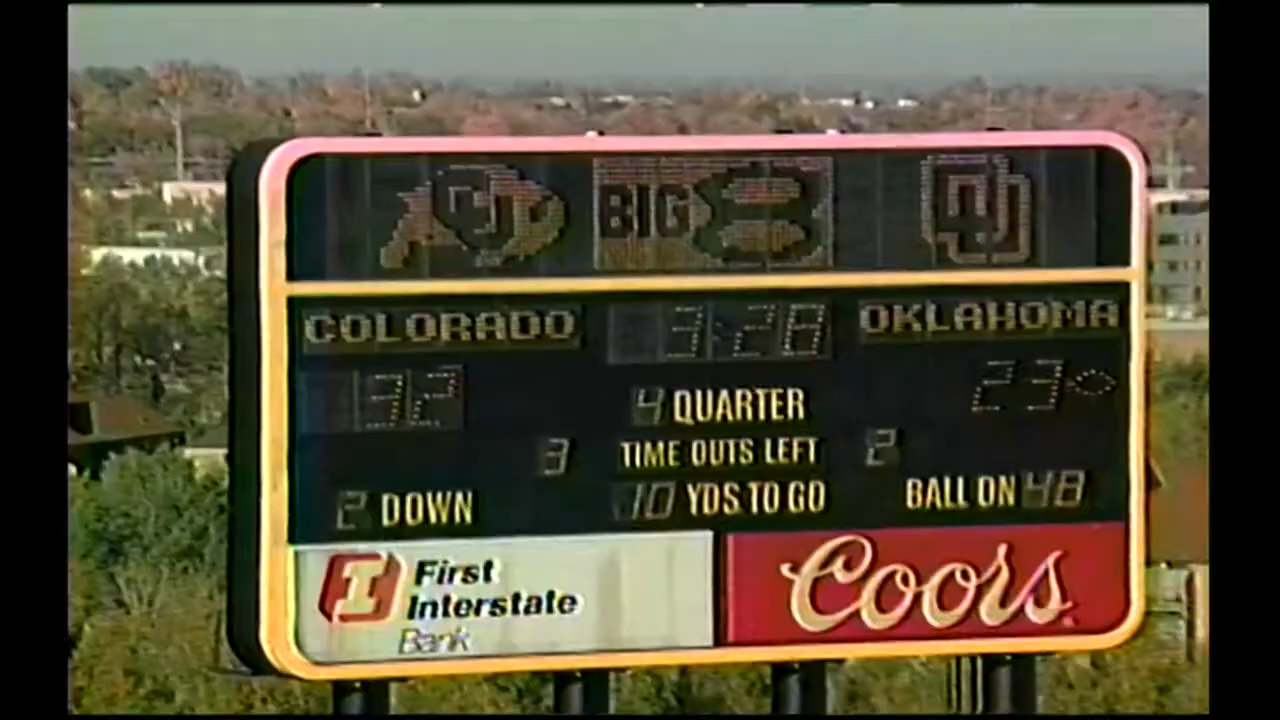 CU BIG 8 OU
COLORADO 3:28 OKLAHOMA
32 4 QUARTER 23
3 TIME OUTS LEFT 2
2 DOWN 10 YDS TO GO BALL ON 48
I First Interstate Bank
Coors